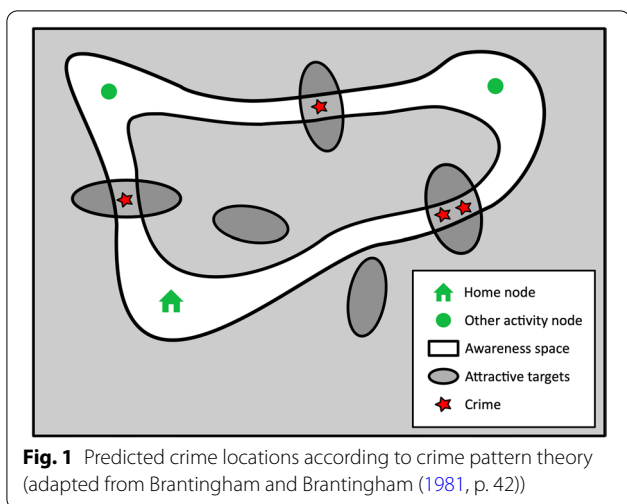 Home node
Other activity node
Awareness space
Attractive targets
Crime
Fig. 1 Predicted crime locations according to crime pattern theory
(adapted from Brantingham and Brantingham (1981, p. 42))